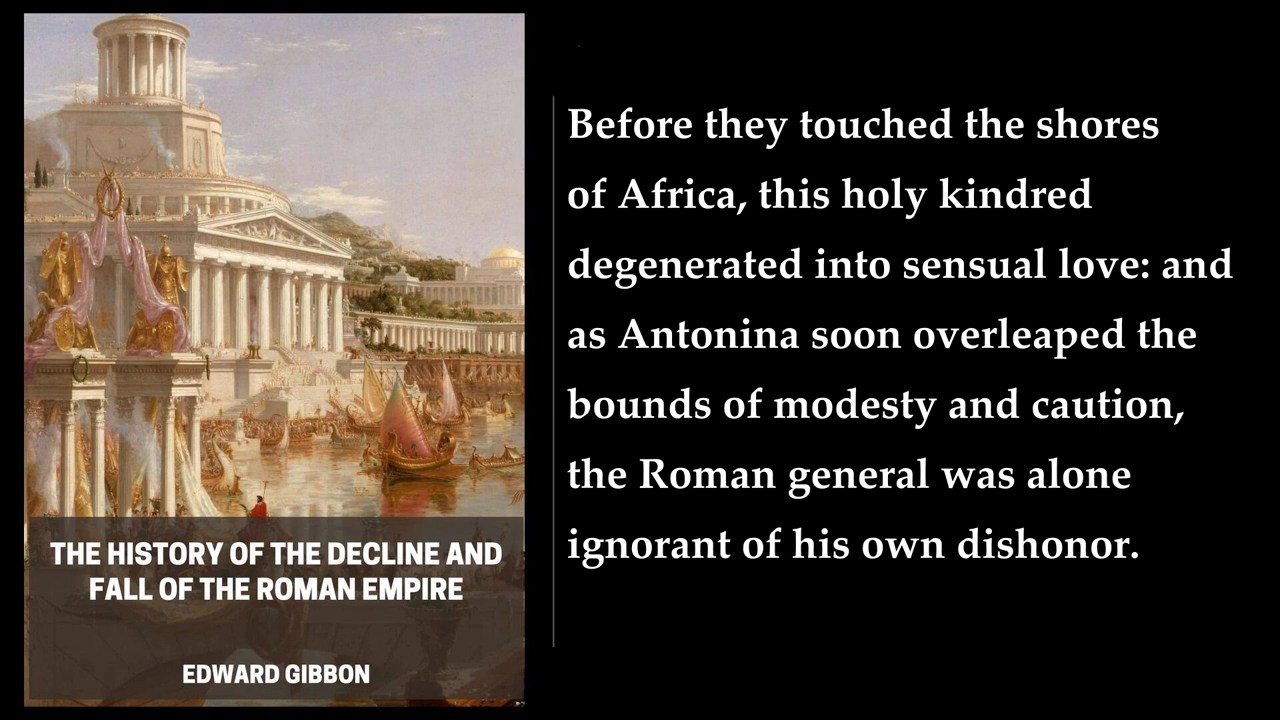 THE HISTORY OF THE DECLINE AND
FALL OF THE ROMAN EMPIRE
EDWARD GIBBON
Before they touched the shores
of Africa, this holy kindred
degenerated into sensual love: and
as Antonina soon overleaped the
bounds of modesty and caution,
the Roman general was alone
ignorant of his own dishonor.